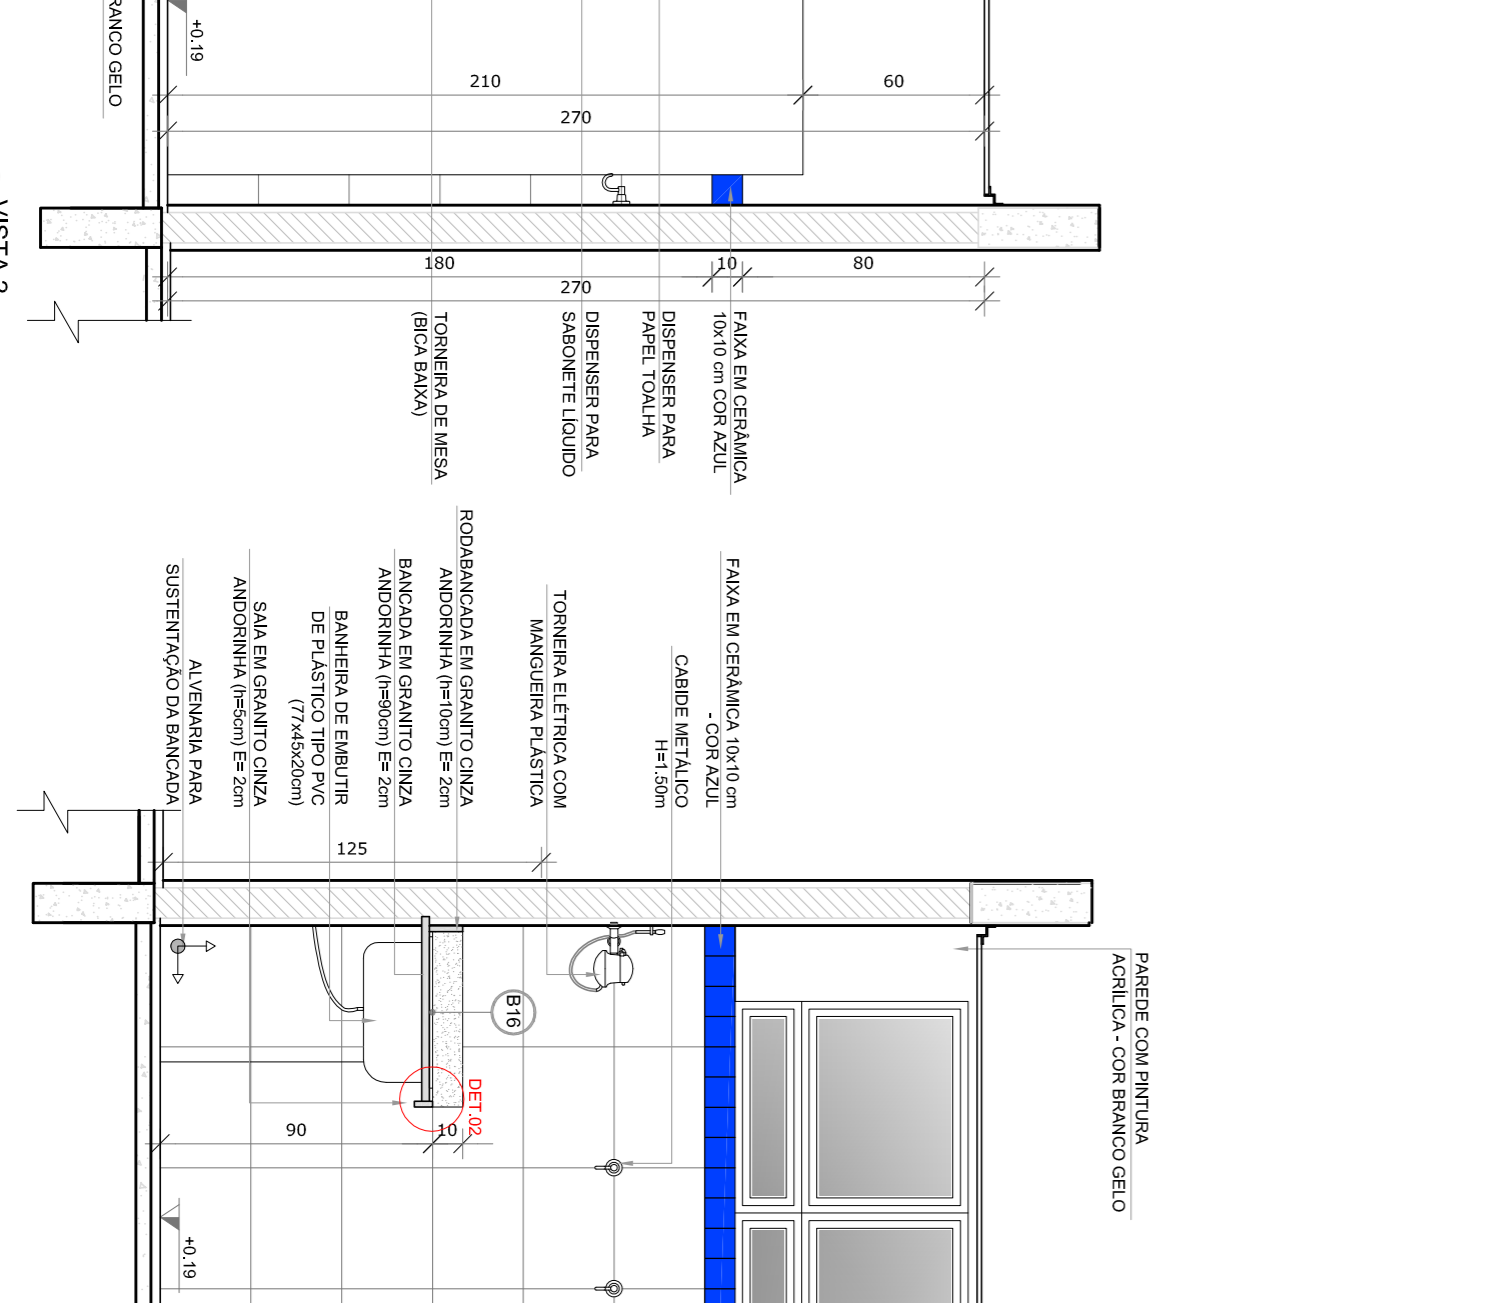 RANCO GELO
+0.19
210
60
270
180
10
80
270
VISTA 2
FAIXA EM CERÂMICA
10x10 cm COR AZUL
DISPENSER PARA
PAPEL TOALHA
DISPENSER PARA
SABONETE LÍQUIDO
TORNEIRA DE MESA
(BICA BAIXA)
FAIXA EM CERÂMICA 10x10 cm
- COR AZUL
CABIDE METÁLICO
H=1.50m
TORNEIRA ELÉTRICA COM
MANGUEIRA PLÁSTICA
RODABANCADA EM GRANITO CINZA
ANDORINHA (h=10cm) E= 2cm
BANCADA EM GRANITO CINZA
ANDORINHA (h=90cm) E= 2cm
BANHEIRA DE EMBUTIR
DE PLÁSTICO TIPO PVC
(77x45x20cm)
SAIA EM GRANITO CINZA
ANDORINHA (h=5cm) E= 2cm
ALVENARIA PARA
SUSTENTAÇÃO DA BANCADA
125
PAREDE COM PINTURA
ACRÍLICA - COR BRANCO GELO
B16
DET.02
90
10
+0.19